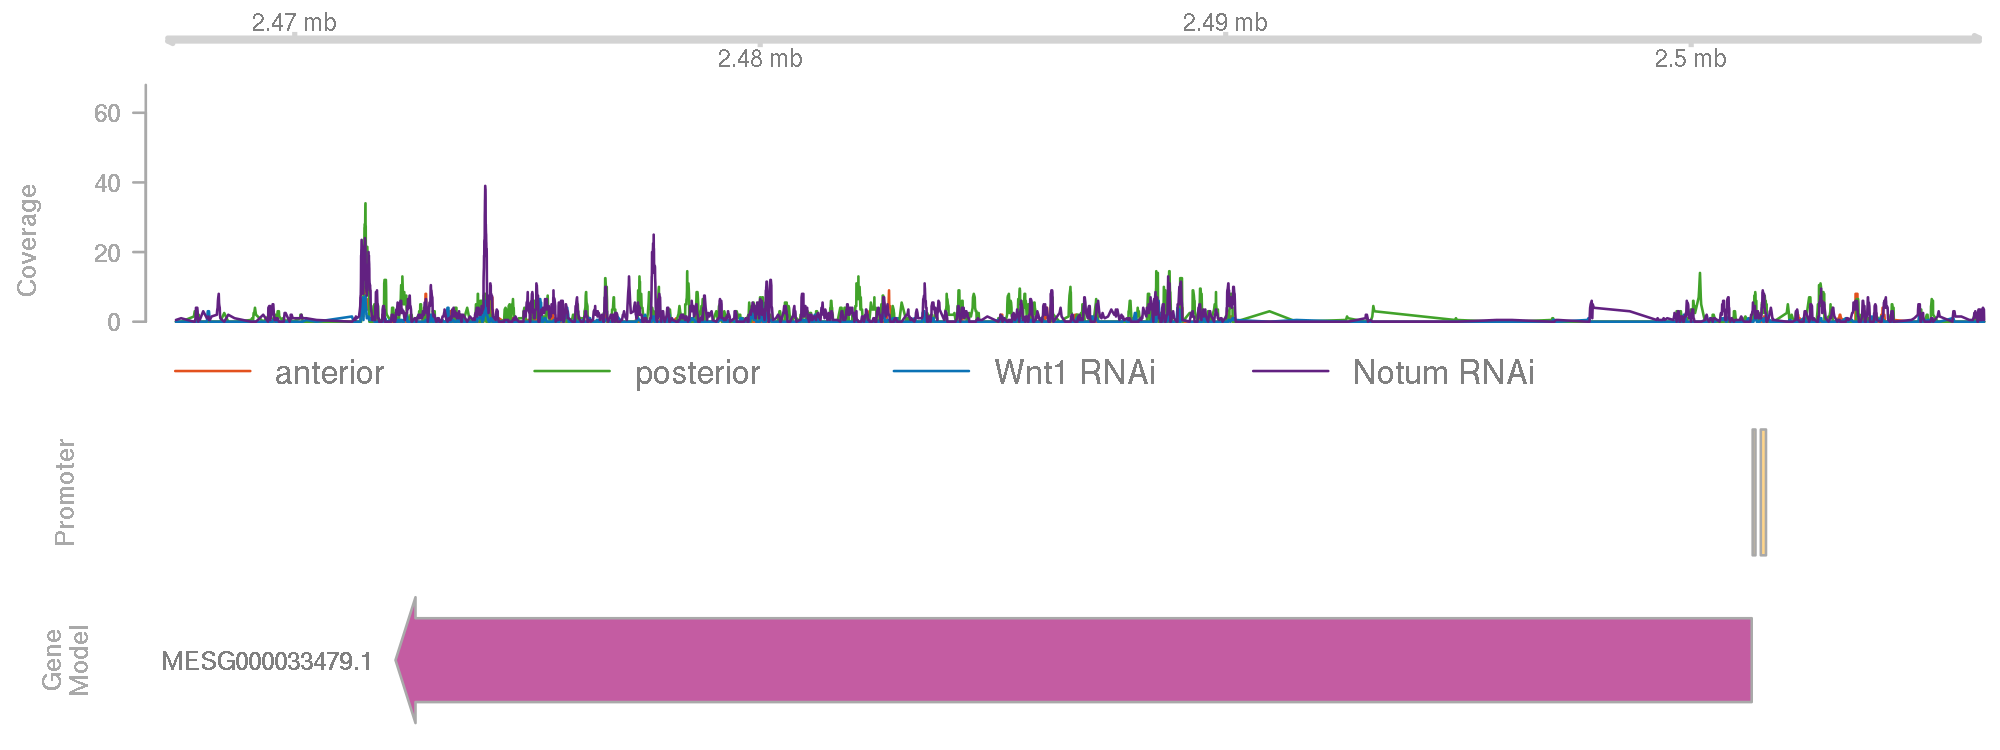 2.47 mb
2.49 mb
2.48 mb
2.5 mb
Coverage
60
40
20
0
anterior
posterior
Wnt1 RNAi
Notum RNAi
Promoter
Gene
Model
MESG000033479.1